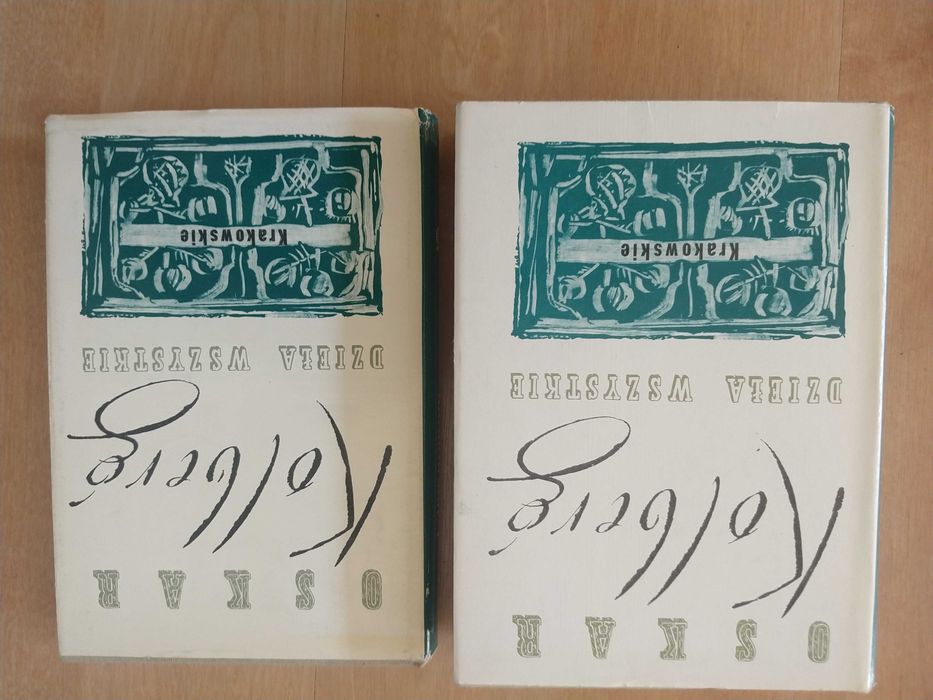 OSKAR
Kolberg
DZIEŁA WSZYSTKIE
Krakowskie
OSKAR
Kolberg
DZIEŁA WSZYSTKIE
Krakowskie